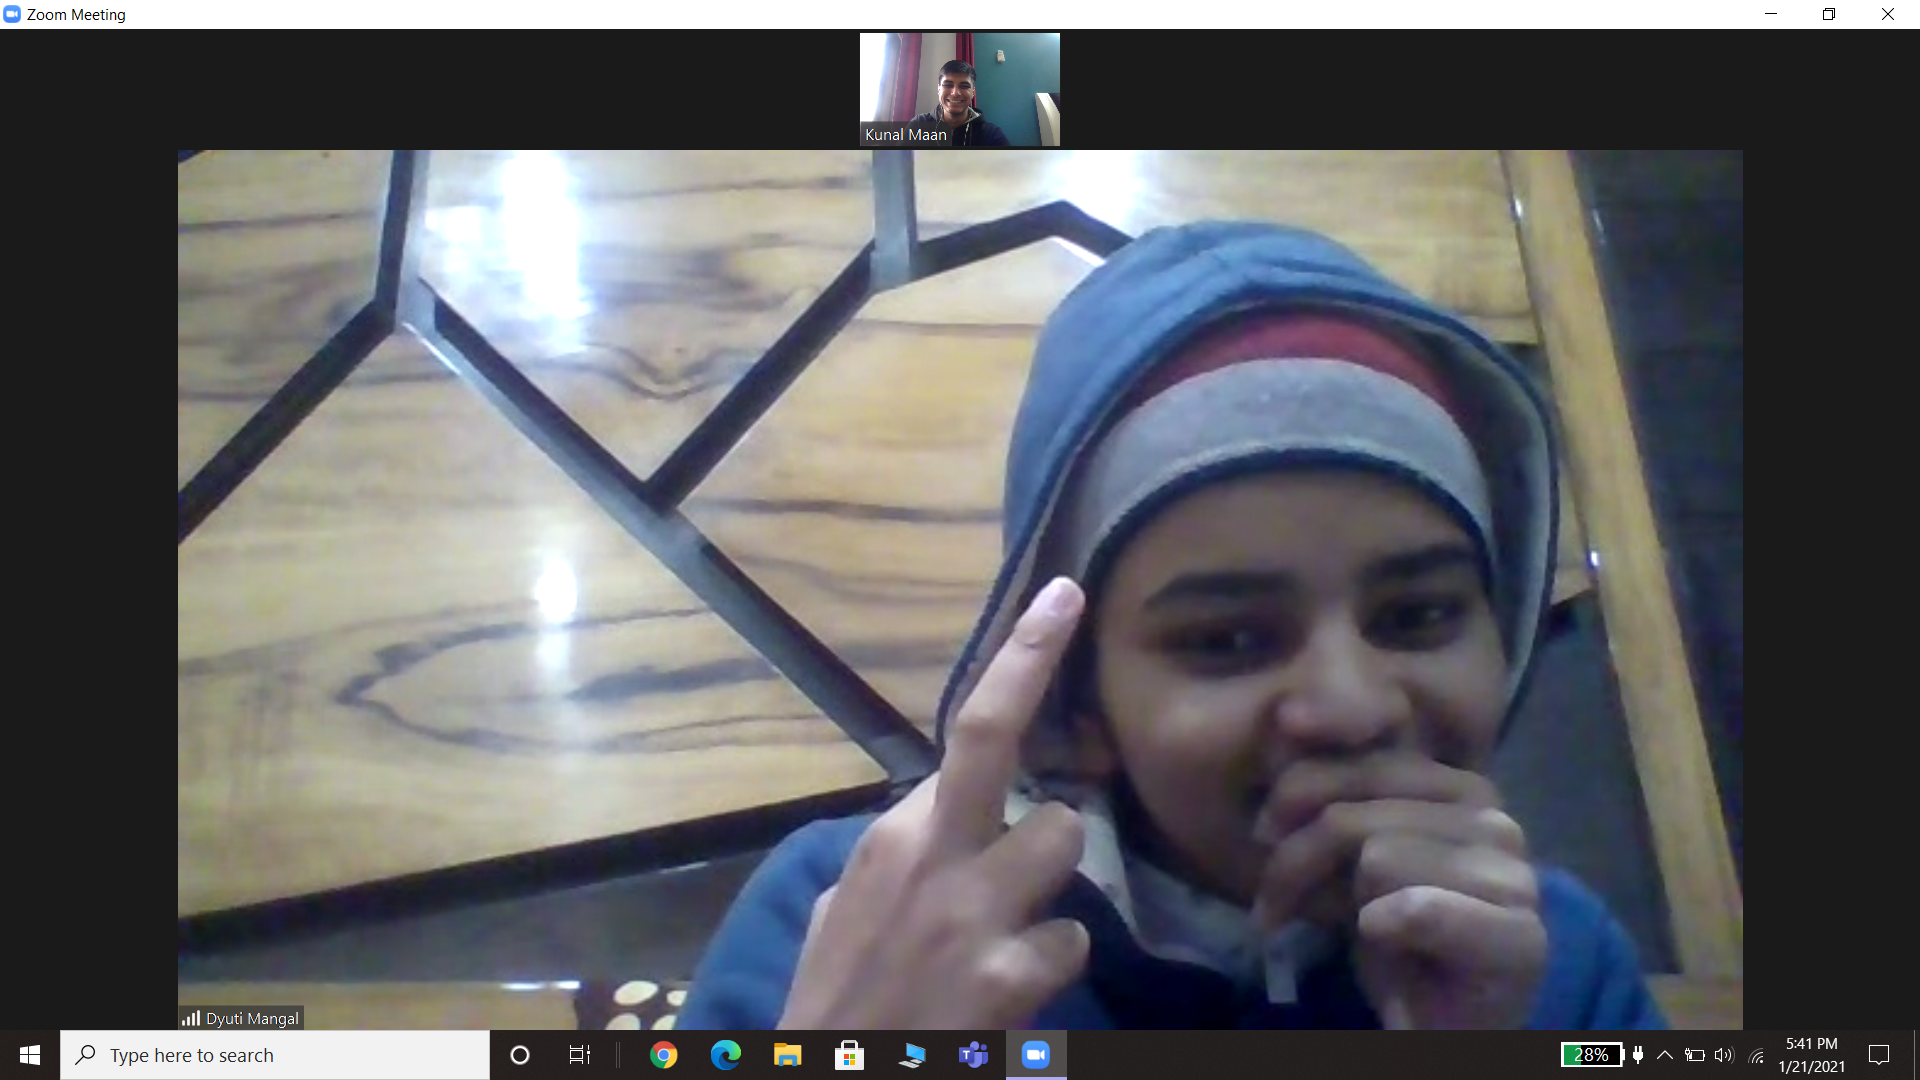 Zoom Meeting
Kunal Maan
Dyuti Mangal
Type here to search
28%
5:41 PM
1/21/2021